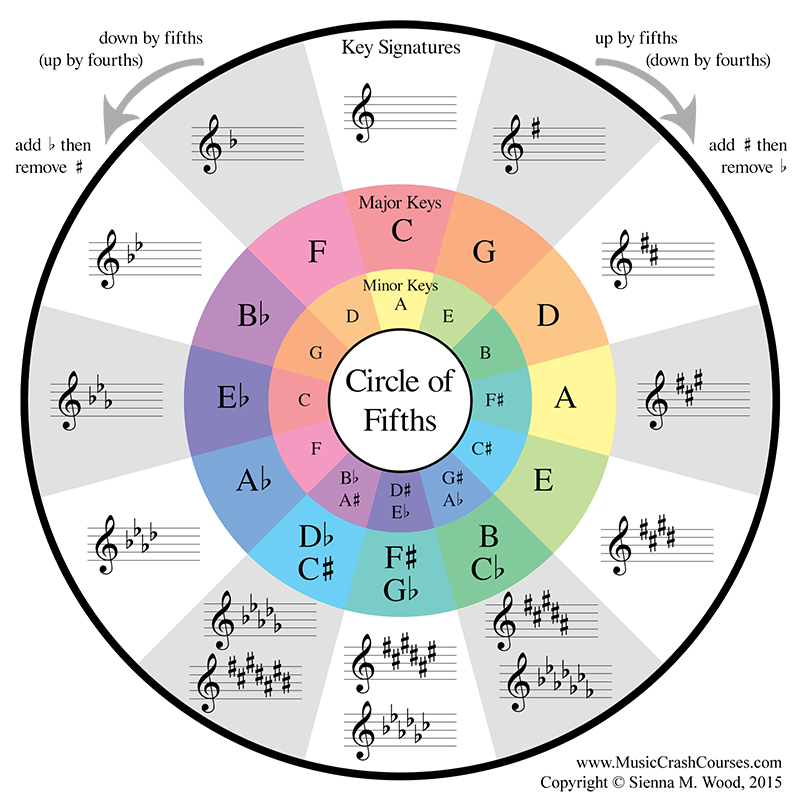 down by fifths
(up by fourths)
Key Signatures
up by fifths
(down by fourths)
add ♭ then
remove ♯
add ♯ then
remove ♭
Major Keys
C
G
D
A
E
B
C♭
F♯
G♭
D♭
C♯
A♭
E♭
B♭
F
Minor Keys
A
E
B
F♯
C♯
G♯
A♭
D♯
E♭
B♭
A♯
F
C
G
D
Circle of
Fifths
www.MusicCrashCourses.com
Copyright © Sienna M. Wood, 2015